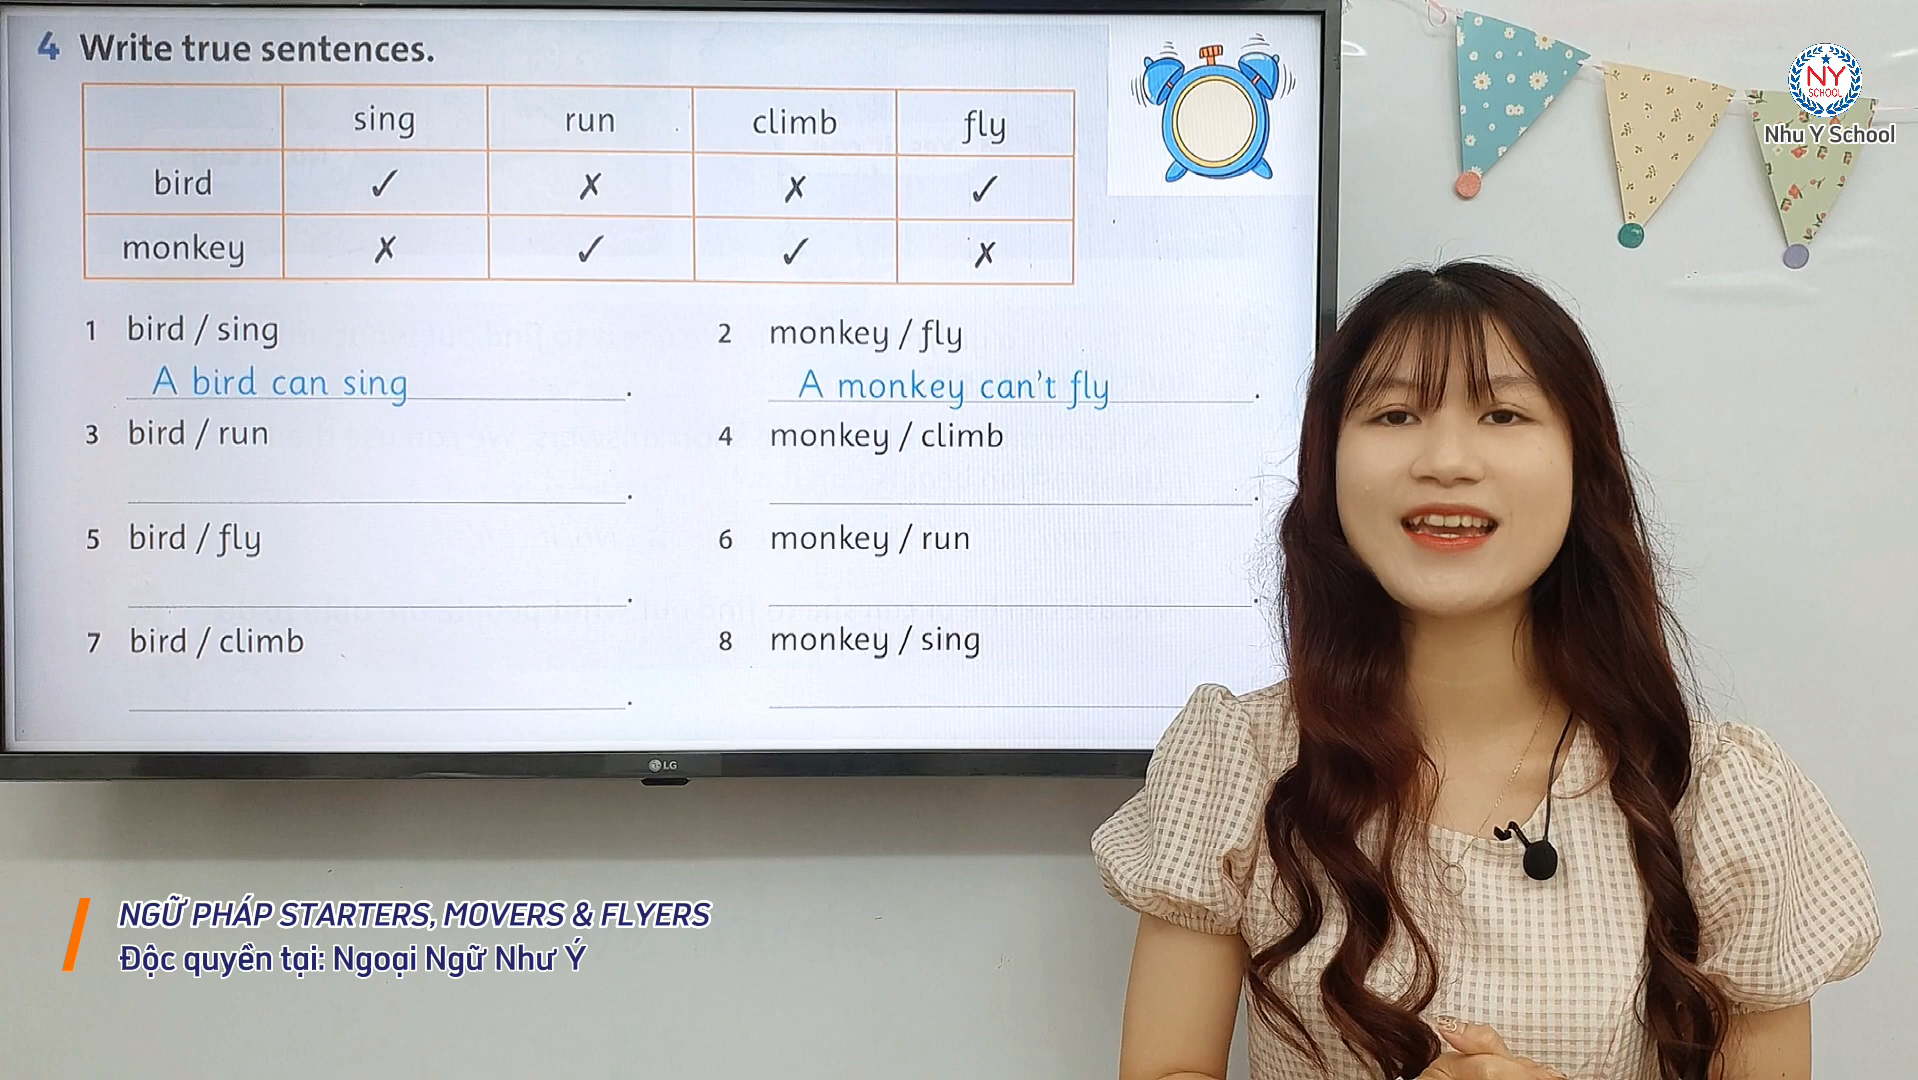 4 Write true sentences.
sing run climb fly
bird ✓ ✗ ✗ ✓
monkey ✗ ✓ ✓ ✗
1 bird / sing
A bird can sing.
2 monkey / fly
A monkey can't fly.
3 bird / run
.
4 monkey / climb
.
5 bird / fly
.
6 monkey / run
.
7 bird / climb
.
8 monkey / sing
LG
NY
SCHOOL
Nhu Y School
NGỮ PHÁP STARTERS, MOVERS & FLYERS
Độc quyền tại: Ngoại Ngữ Như Ý